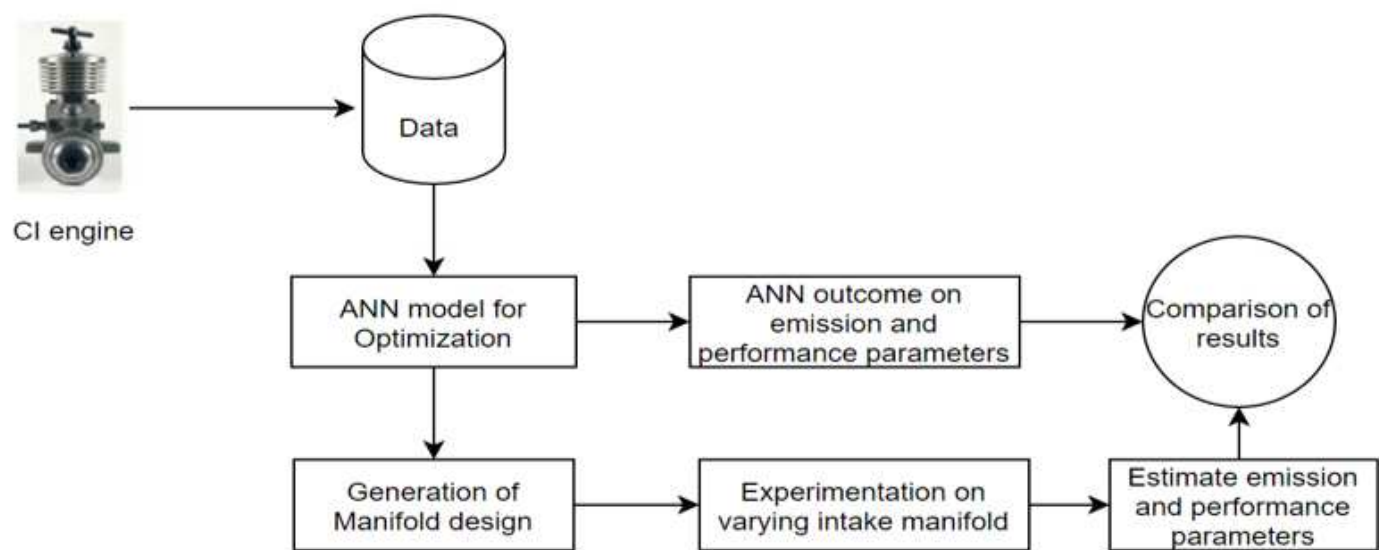 Data
CI engine
ANN model for
Optimization
ANN outcome on
emission and
performance parameters
Comparison of
results
Generation of
Manifold design
Experimentation on
varying intake manifold
Estimate emission
and performance
parameters